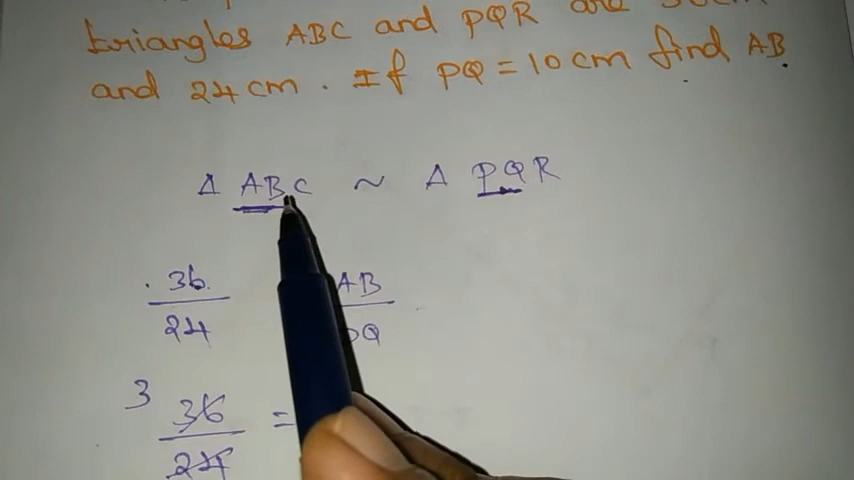 triangles ABC and PQR are
and 24 cm. If PQ = 10 cm find AB.
Δ ABC ~ Δ PQR
36 AB
24 PQ
3
36 =
24